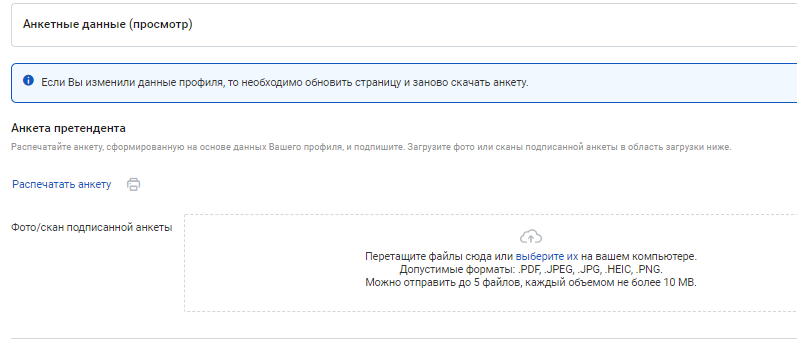 Анкетные данные (просмотр)
Если Вы изменили данные профиля, то необходимо обновить страницу и заново скачать анкету.
Анкета претендента
Распечатайте анкету, сформированную на основе данных Вашего профиля, и подпишите. Загрузите фото или сканы подписанной анкеты в область загрузки ниже.
Распечатать анкету
Фото/скан подписанной анкеты
Перетащите файлы сюда или выберите их на вашем компьютере.
Допустимые форматы: .PDF, .JPEG, .JPG, .HEIC, .PNG.
Можно отправить до 5 файлов, каждый объемом не более 10 MB.